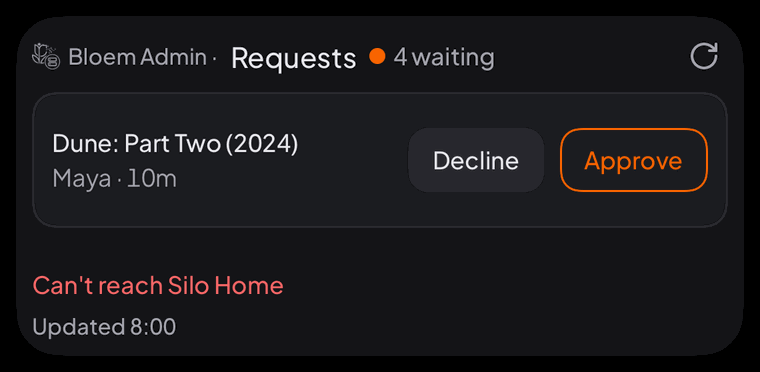 Bloem Admin · Requests 4 waiting
Dune: Part Two (2024)
Maya · 10m
Decline
Approve
Can't reach Silo Home
Updated 8:00